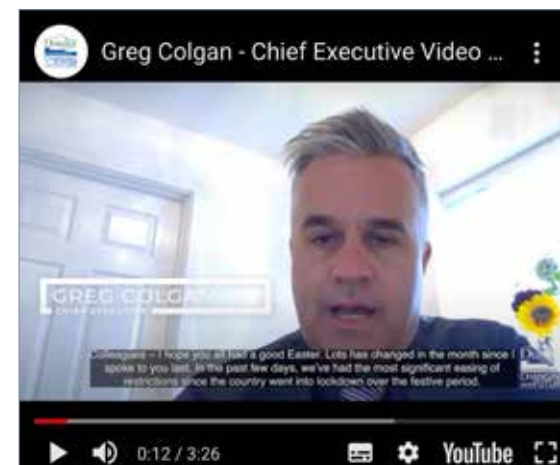 Greg Colgan - Chief Executive Video ...
GREG COLGAN
CHIEF EXECUTIVE
Colleagues – I hope you all had a good Easter. Lots has changed in the month since I
spoke to you last. In the past few days, we've had the most significant easing of
restrictions since the country went into lockdown over the festive period.
0:12 / 3:26
YouTube